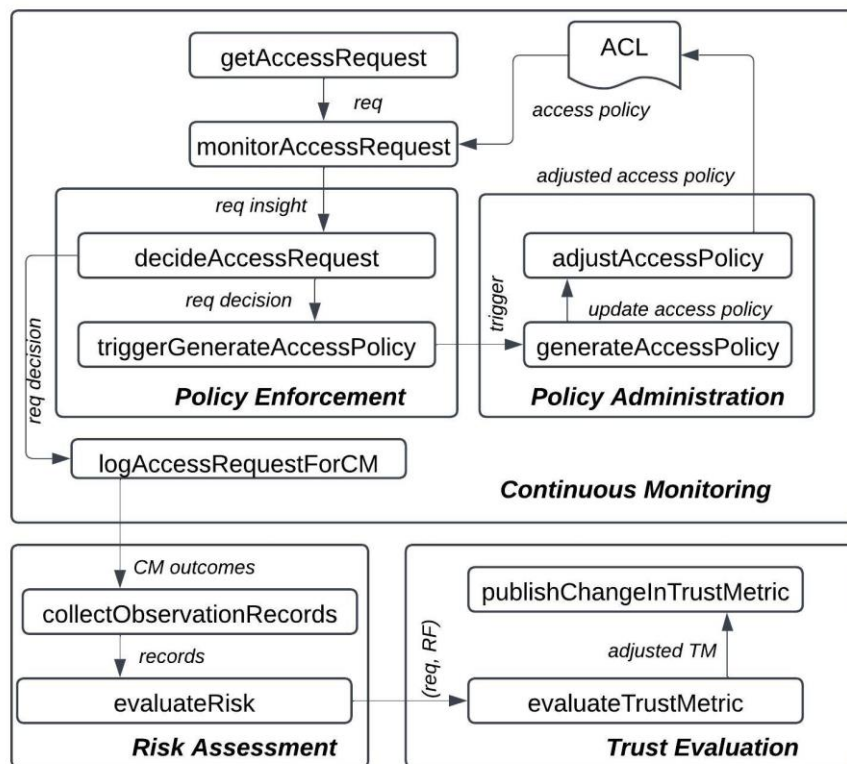 getAccessRequest
ACL
req
access policy
monitorAccessRequest
adjusted access policy
req insight
decideAccessRequest
adjustAccessPolicy
req decision
trigger
update access policy
triggerGenerateAccessPolicy
generateAccessPolicy
req decision
Policy Enforcement
Policy Administration
logAccessRequestForCM
Continuous Monitoring
CM outcomes
publishChangeInTrustMetric
collectObservationRecords
(req, RF)
records
adjusted TM
evaluateRisk
evaluateTrustMetric
Risk Assessment
Trust Evaluation